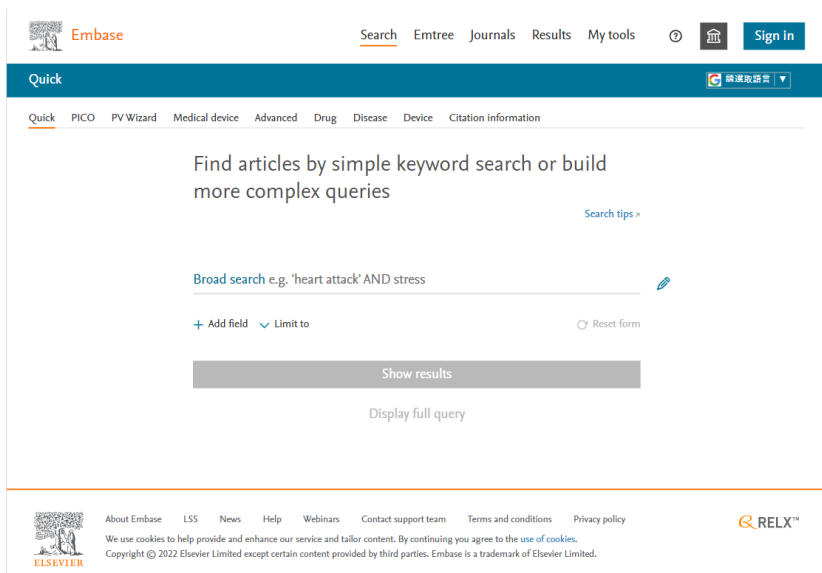 Embase
Search Emtree Journals Results My tools Sign in
Quick
請選取語言 ▼
Quick PICO PV Wizard Medical device Advanced Drug Disease Device Citation information
Find articles by simple keyword search or build
more complex queries
Search tips
Broad search e.g. 'heart attack' AND stress
+ Add field Limit to Reset form
Show results
Display full query
About Embase LSS News Help Webinars Contact support team Terms and conditions Privacy policy
RELX™
We use cookies to help provide and enhance our service and tailor content. By continuing you agree to the use of cookies.
Copyright © 2022 Elsevier Limited except certain content provided by third parties. Embase is a trademark of Elsevier Limited.
ELSEVIER